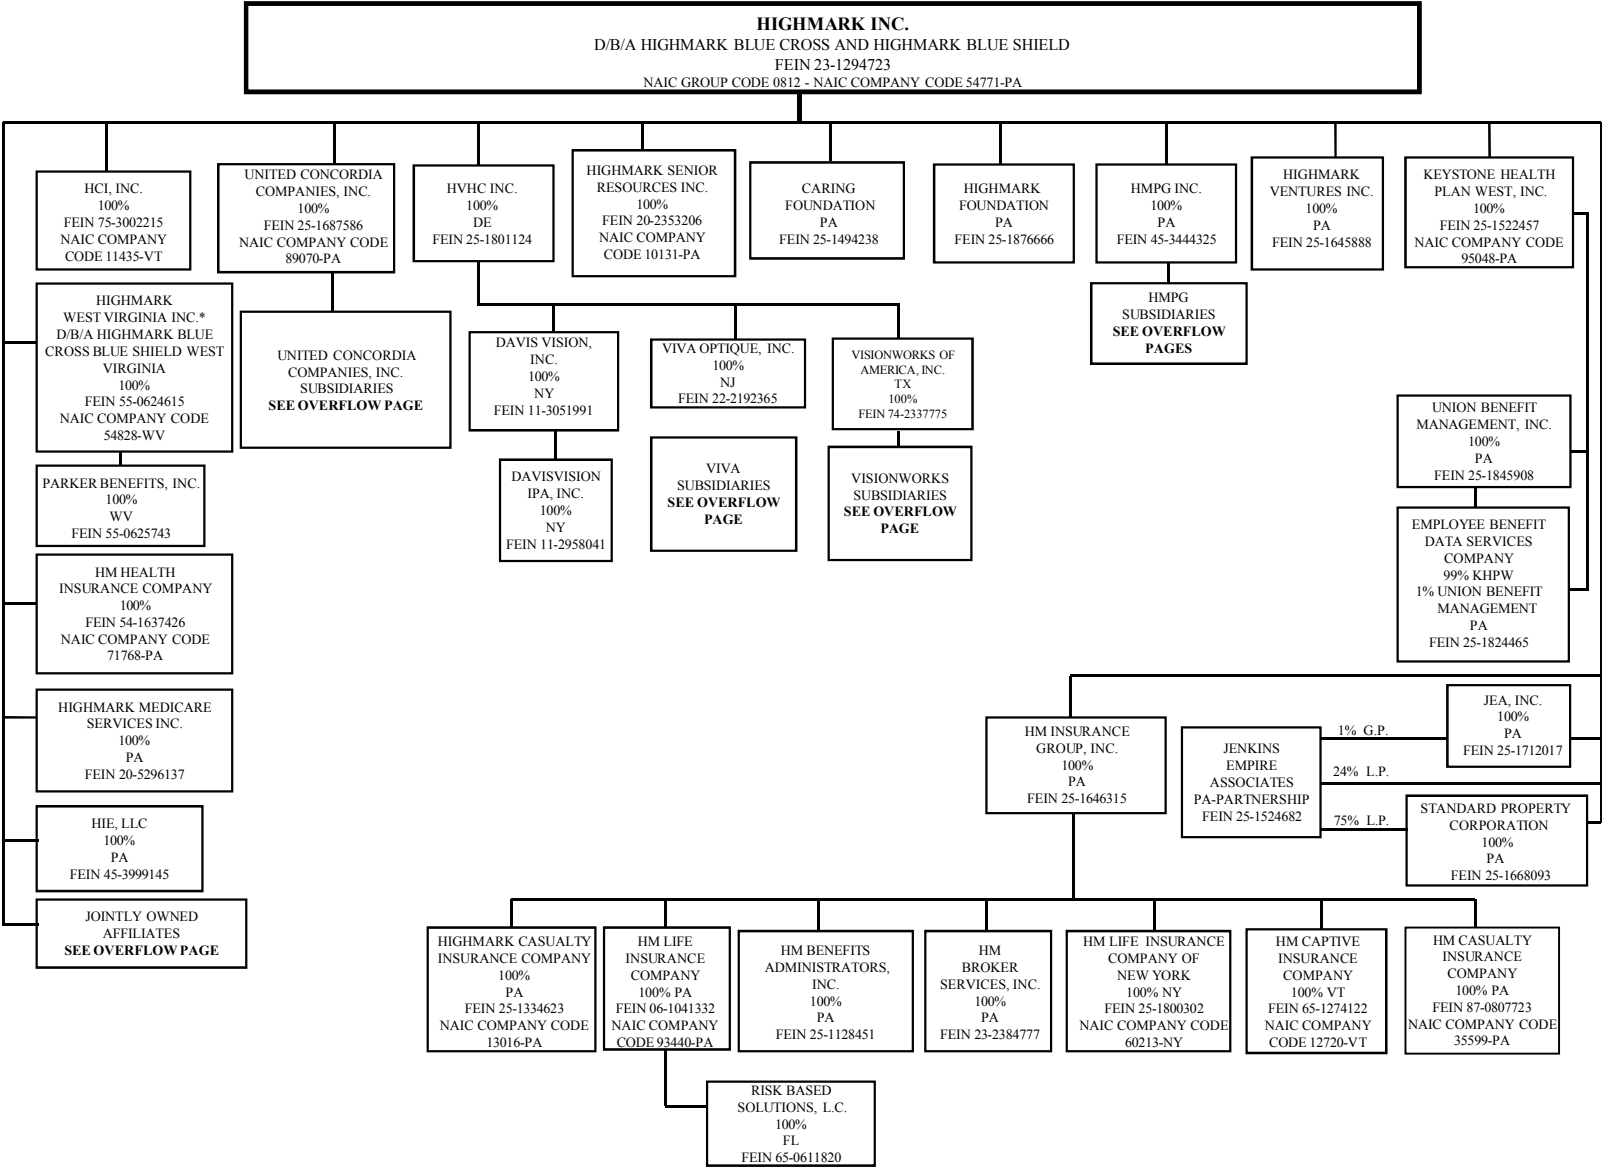 HIGHMARK INC.
D/B/A HIGHMARK BLUE CROSS AND HIGHMARK BLUE SHIELD
FEIN 23-1294723
NAIC GROUP CODE 0812 - NAIC COMPANY CODE 54771-PA
HCI, INC.
100%
FEIN 75-3002215
NAIC COMPANY
CODE 11435-VT
UNITED CONCORDIA
COMPANIES, INC.
100%
FEIN 25-1687586
NAIC COMPANY CODE
89070-PA
HVHC INC.
100%
DE
FEIN 25-1801124
HIGHMARK SENIOR
RESOURCES INC.
100%
FEIN 20-2353206
NAIC COMPANY
CODE 10131-PA
CARING
FOUNDATION
PA
FEIN 25-1494238
HIGHMARK
FOUNDATION
PA
FEIN 25-1876666
HMPG INC.
100%
PA
FEIN 45-3444325
HIGHMARK
VENTURES INC.
100%
PA
FEIN 25-1645888
KEYSTONE HEALTH
PLAN WEST, INC.
100%
FEIN 25-1522457
NAIC COMPANY CODE
95048-PA
HIGHMARK
WEST VIRGINIA INC.*
D/B/A HIGHMARK BLUE
CROSS BLUE SHIELD WEST
VIRGINIA
100%
FEIN 55-0624615
NAIC COMPANY CODE
54828-WV
UNITED CONCORDIA
COMPANIES, INC.
SUBSIDIARIES
SEE OVERFLOW PAGE
DAVIS VISION,
INC.
100%
NY
FEIN 11-3051991
VIVA OPTIQUE, INC.
100%
NJ
FEIN 22-2192365
VISIONWORKS OF
AMERICA, INC.
TX
100%
FEIN 74-2337775
HMPG
SUBSIDIARIES
SEE OVERFLOW
PAGES
UNION BENEFIT
MANAGEMENT, INC.
100%
PA
FEIN 25-1845908
PARKER BENEFITS, INC.
100%
WV
FEIN 55-0625743
DAVISVISION
IPA, INC.
100%
NY
FEIN 11-2958041
VIVA
SUBSIDIARIES
SEE OVERFLOW
PAGE
VISIONWORKS
SUBSIDIARIES
SEE OVERFLOW
PAGE
EMPLOYEE BENEFIT
DATA SERVICES
COMPANY
99% KHPW
1% UNION BENEFIT
MANAGEMENT
PA
FEIN 25-1824465
HM HEALTH
INSURANCE COMPANY
100%
FEIN 54-1637426
NAIC COMPANY CODE
71768-PA
HIGHMARK MEDICARE
SERVICES INC.
100%
PA
FEIN 20-5296137
HM INSURANCE
GROUP, INC.
100%
PA
FEIN 25-1646315
JENKINS
EMPIRE
ASSOCIATES
PA-PARTNERSHIP
FEIN 25-1524682
1% G.P.
24% L.P.
75% L.P.
JEA, INC.
100%
PA
FEIN 25-1712017
STANDARD PROPERTY
CORPORATION
100%
PA
FEIN 25-1668093
HIE, LLC
100%
PA
FEIN 45-3999145
JOINTLY OWNED
AFFILIATES
SEE OVERFLOW PAGE
HIGHMARK CASUALTY
INSURANCE COMPANY
100%
PA
FEIN 25-1334623
NAIC COMPANY CODE
13016-PA
HM LIFE
INSURANCE
COMPANY
100% PA
FEIN 06-1041332
NAIC COMPANY
CODE 93440-PA
HM BENEFITS
ADMINISTRATORS,
INC.
100%
PA
FEIN 25-1128451
HM
BROKER
SERVICES, INC.
100%
PA
FEIN 23-2384777
HM LIFE INSURANCE
COMPANY OF
NEW YORK
100% NY
FEIN 25-1800302
NAIC COMPANY CODE
60213-NY
HM CAPTIVE
INSURANCE
COMPANY
100% VT
FEIN 65-1274122
NAIC COMPANY
CODE 12720-VT
HM CASUALTY
INSURANCE
COMPANY
100% PA
FEIN 87-0807723
NAIC COMPANY CODE
35599-PA
RISK BASED
SOLUTIONS, L.C.
100%
FL
FEIN 65-0611820